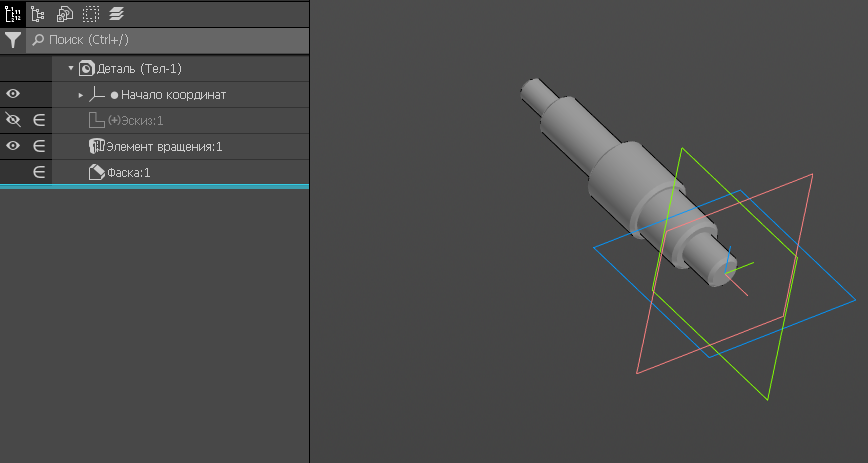 Поиск (Ctrl+/)
Деталь (Тел-1)
Начало координат
(+)Эскиз:1
Элемент вращения:1
Фаска:1